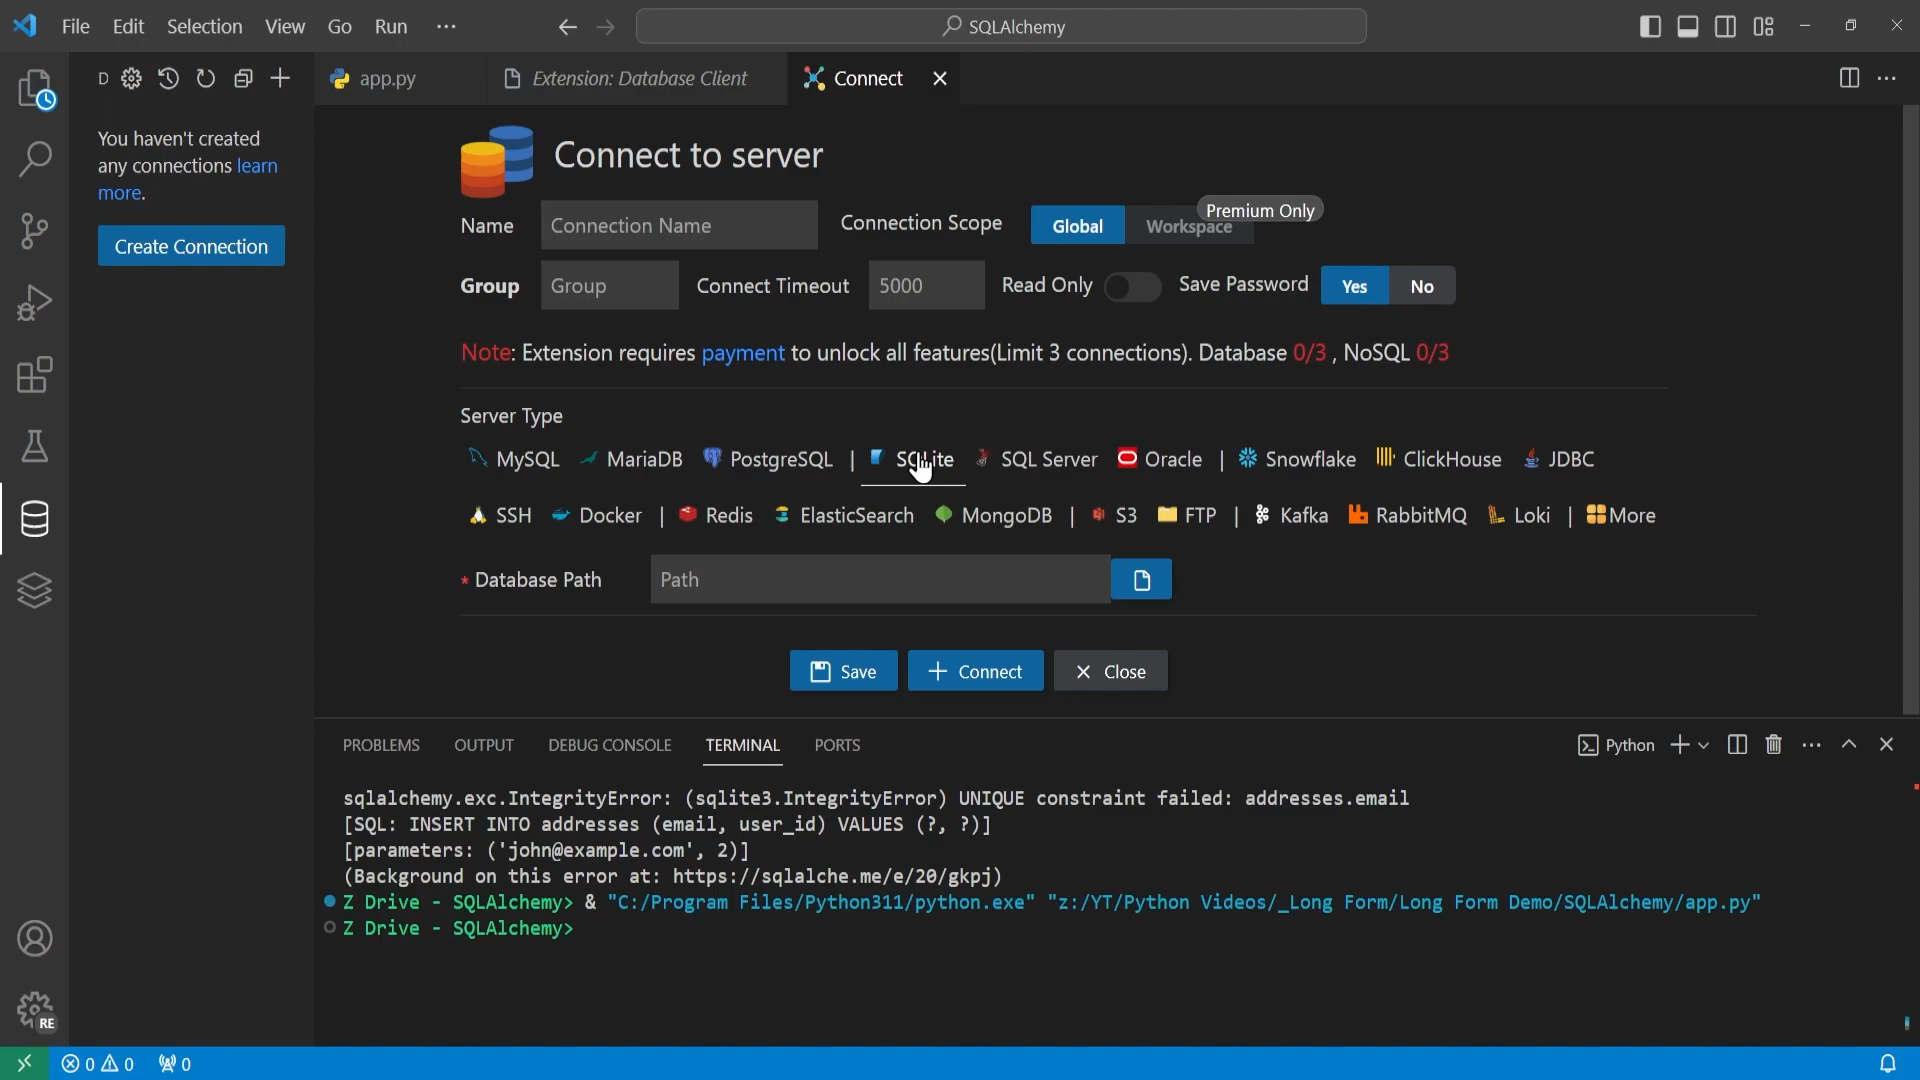 File Edit Selection View Go Run ···
SQLAlchemy
D
app.py
Extension: Database Client
Connect
You haven't created
any connections learn
more.
Create Connection
Connect to server
Name Connection Name Connection Scope Global Workspace Premium Only
Group Group Connect Timeout 5000 Read Only Save Password Yes No
Note: Extension requires payment to unlock all features(Limit 3 connections). Database 0/3 , NoSQL 0/3
Server Type
MySQL MariaDB PostgreSQL | SQLite SQL Server Oracle | Snowflake ClickHouse JDBC
SSH Docker | Redis ElasticSearch MongoDB | S3 FTP | Kafka RabbitMQ Loki | More
* Database Path Path
Save Connect Close
PROBLEMS OUTPUT DEBUG CONSOLE TERMINAL PORTS Python
sqlalchemy.exc.IntegrityError: (sqlite3.IntegrityError) UNIQUE constraint failed: addresses.email
[SQL: INSERT INTO addresses (email, user_id) VALUES (?, ?)]
[parameters: ('john@example.com', 2)]
(Background on this error at: https://sqlalche.me/e/20/gkpj)
Z Drive - SQLAlchemy> & "C:/Program Files/Python311/python.exe" "z:/YT/Python Videos/_Long Form/Long Form Demo/SQLAlchemy/app.py"
Z Drive - SQLAlchemy>
RE
0 0 0